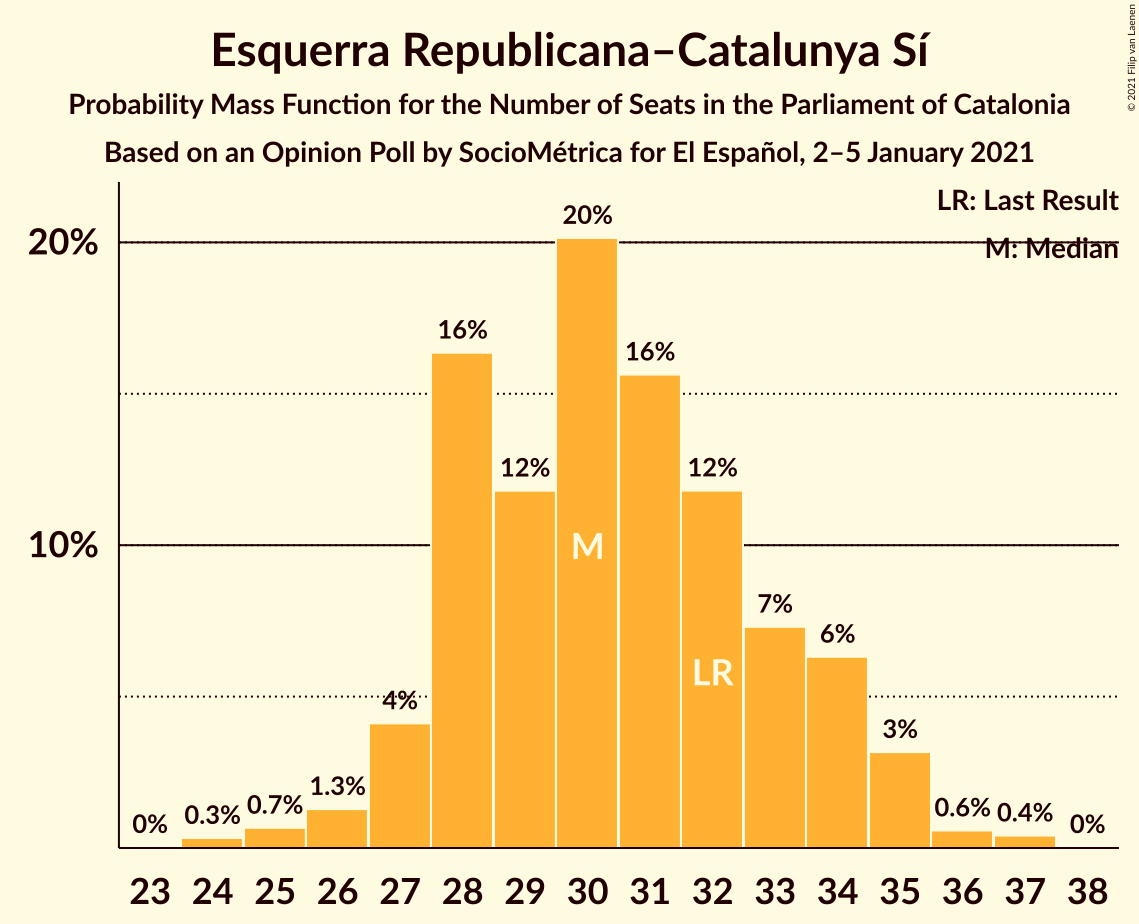 Esquerra Republicana–Catalunya Sí
Probability Mass Function for the Number of Seats in the Parliament of Catalonia
Based on an Opinion Poll by SocioMétrica for El Español, 2–5 January 2021
© 2021 Filip van Laenen
LR: Last Result
M: Median
20%
10%
0%
0.3%
0.7%
1.3%
4%
16%
12%
20%
16%
12%
7%
6%
3%
0.6%
0.4%
0%
M
LR
23 24 25 26 27 28 29 30 31 32 33 34 35 36 37 38